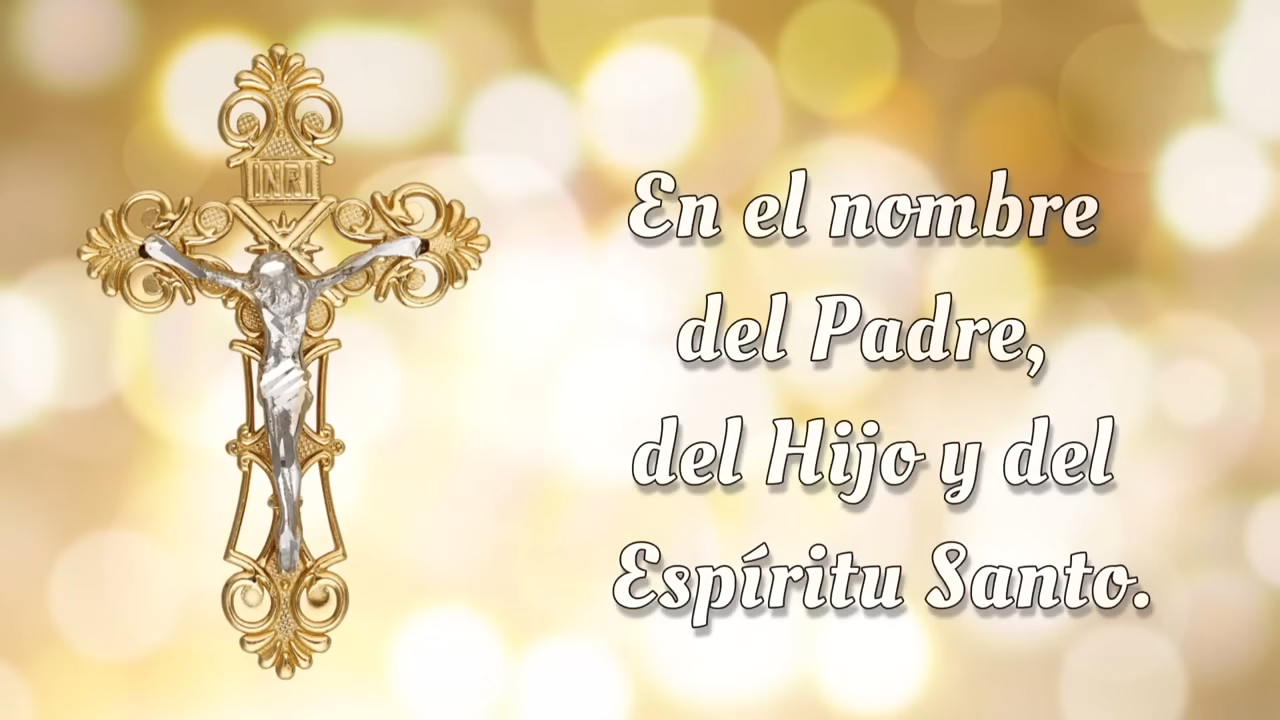 INRI
En el nombre
del Padre,
del Hijo y del
Espíritu Santo.